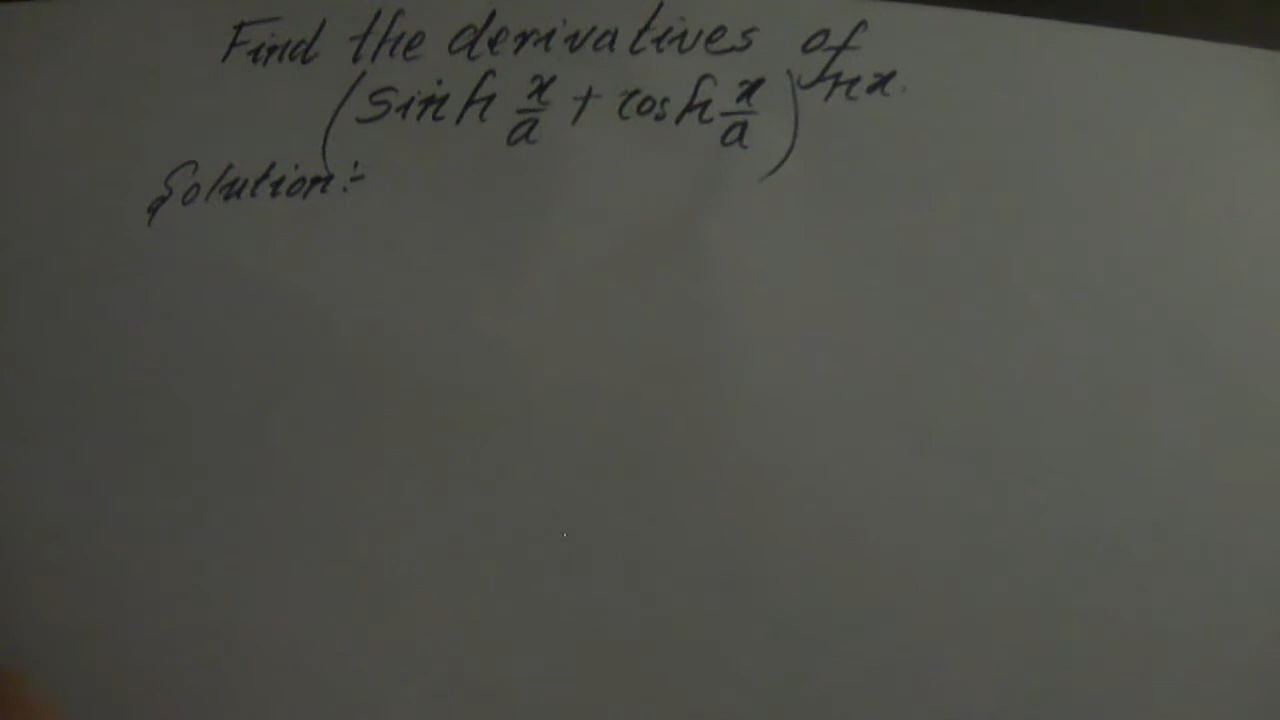 Find the derivatives of
(sinh x/a + cosh x/a)^nx.
Solution:-